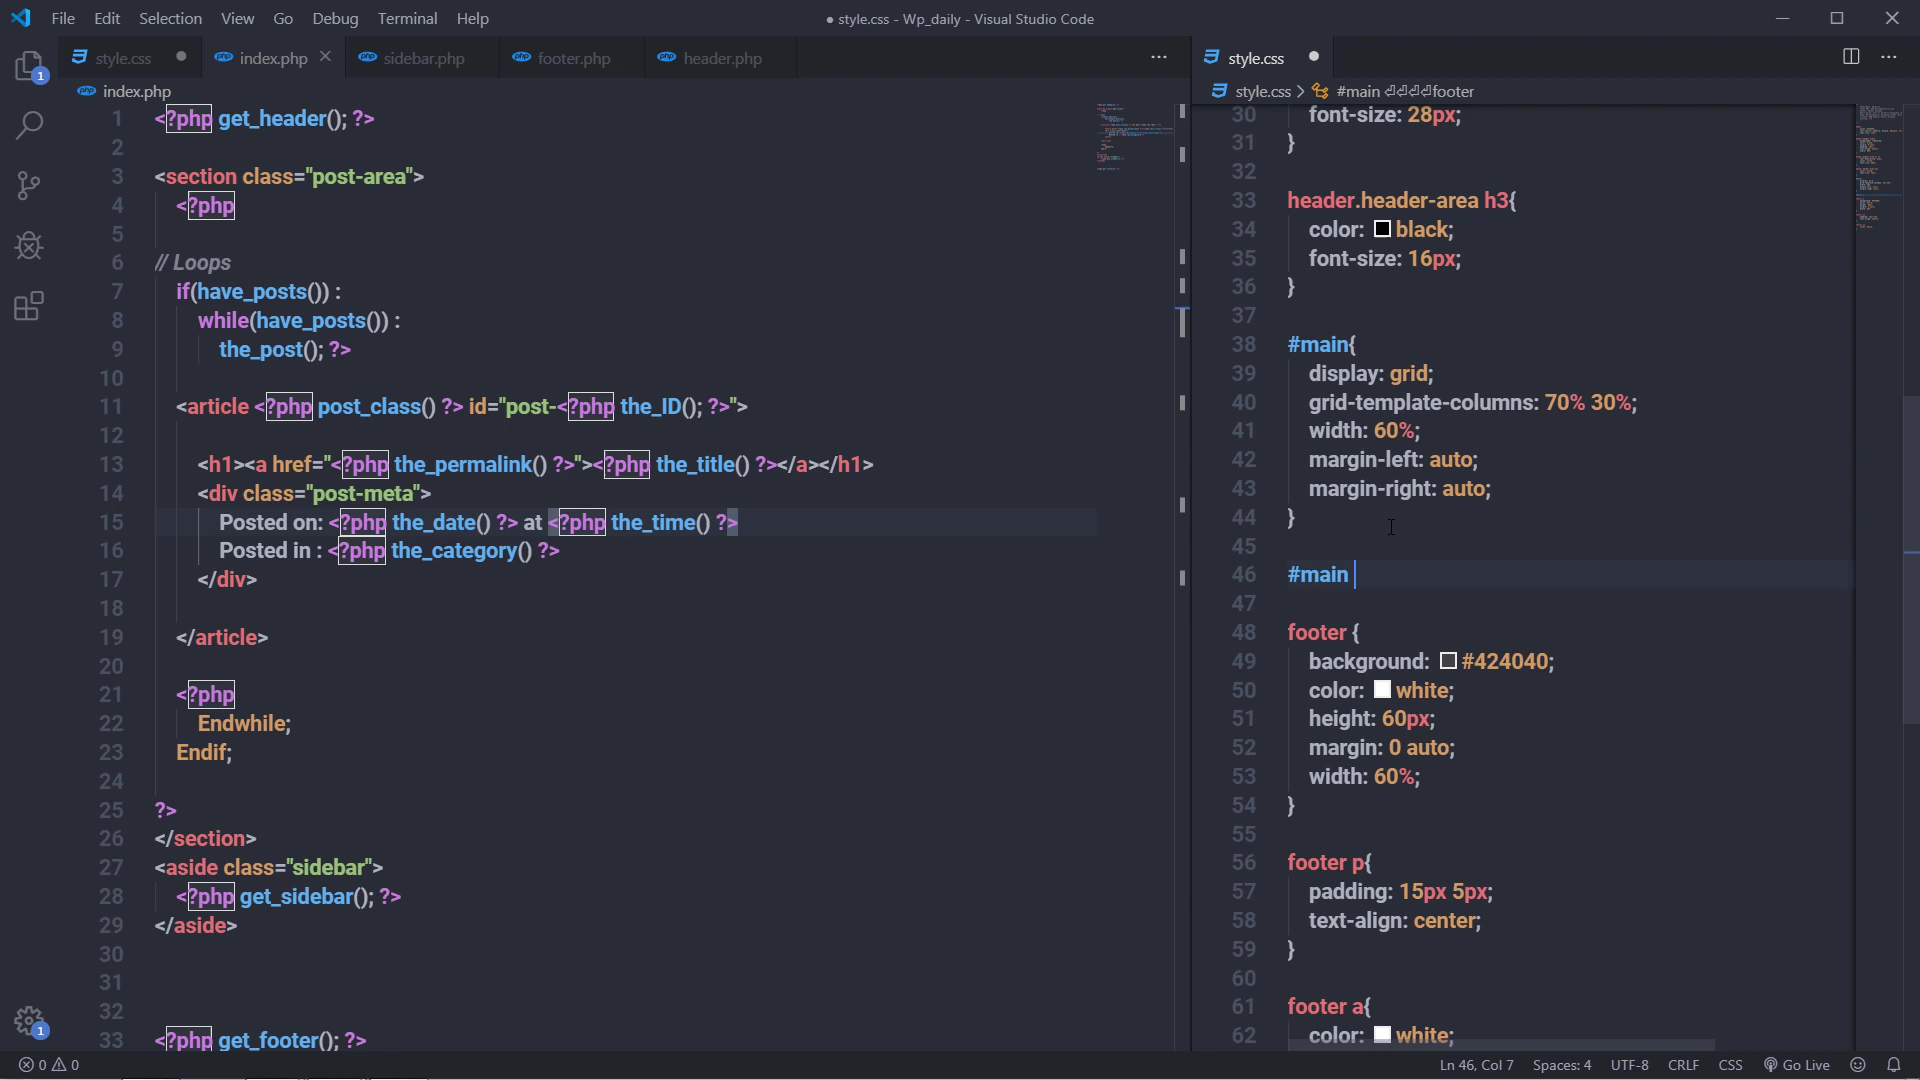 File Edit Selection View Go Debug Terminal Help
● style.css - Wp_daily - Visual Studio Code
style.css ● index.php × sidebar.php footer.php header.php ···
index.php
1 <?php get_header(); ?>
2
3 <section class="post-area">
4 <?php
5
6 // Loops
7 if(have_posts()) :
8 while(have_posts()) :
9 the_post(); ?>
10
11 <article <?php post_class() ?> id="post-<?php the_ID(); ?>">
12
13 <h1><a href="<?php the_permalink() ?>"><?php the_title() ?></a></h1>
14 <div class="post-meta">
15 Posted on: <?php the_date() ?> at <?php the_time() ?>
16 Posted in : <?php the_category() ?>
17 </div>
18
19 </article>
20
21 <?php
22 Endwhile;
23 Endif;
24
25 ?>
26 </section>
27 <aside class="sidebar">
28 <?php get_sidebar(); ?>
29 </aside>
30
31
32
33 <?php get_footer(); ?>
style.css ●
style.css > #main ⏎⏎⏎⏎footer
30 font-size: 28px;
31 }
32
33 header.header-area h3{
34 color: black;
35 font-size: 16px;
36 }
37
38 #main{
39 display: grid;
40 grid-template-columns: 70% 30%;
41 width: 60%;
42 margin-left: auto;
43 margin-right: auto;
44 }
45
46 #main
47
48 footer {
49 background: #424040;
50 color: white;
51 height: 60px;
52 margin: 0 auto;
53 width: 60%;
54 }
55
56 footer p{
57 padding: 15px 5px;
58 text-align: center;
59 }
60
61 footer a{
62 color: white;
1
1
0 0
Ln 46, Col 7 Spaces: 4 UTF-8 CRLF CSS Go Live